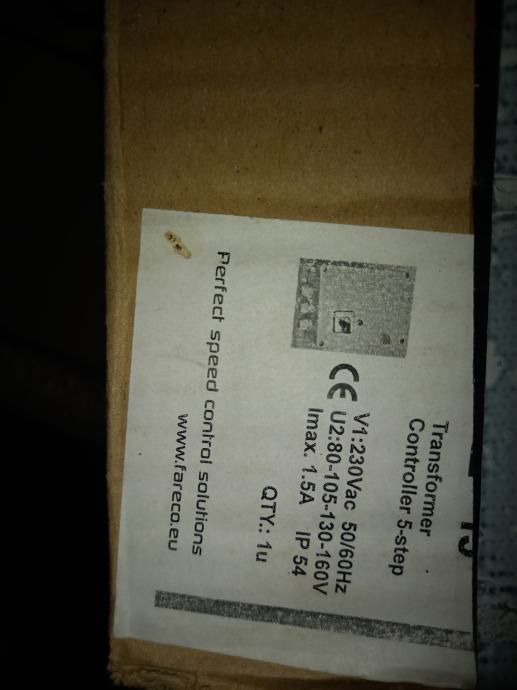 Transformer
Controller 5-step
V1:230Vac 50/60Hz
CE U2:80-105-130-160V
Imax. 1.5A IP 54
QTY.: 1u
Perfect speed control solutions
www.fareco.eu